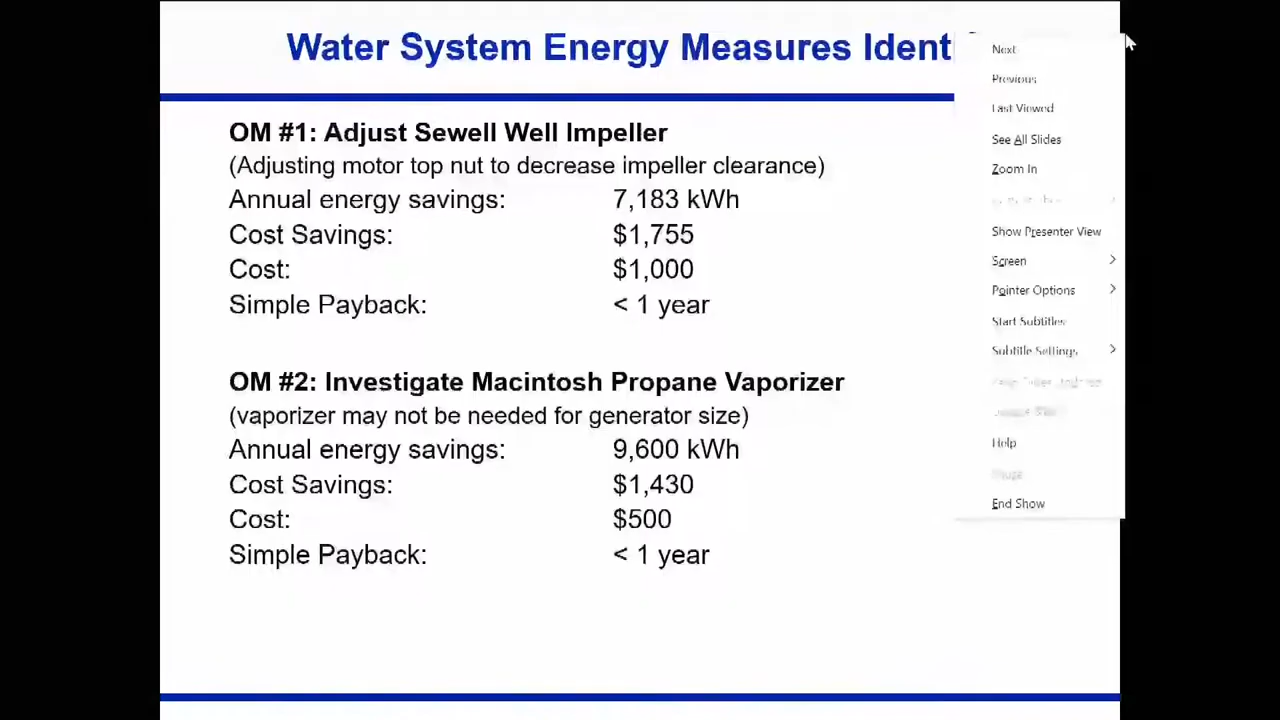 Water System Energy Measures Ident
OM #1: Adjust Sewell Well Impeller
(Adjusting motor top nut to decrease impeller clearance)
Annual energy savings: 7,183 kWh
Cost Savings: $1,755
Cost: $1,000
Simple Payback: < 1 year
OM #2: Investigate Macintosh Propane Vaporizer
(vaporizer may not be needed for generator size)
Annual energy savings: 9,600 kWh
Cost Savings: $1,430
Cost: $500
Simple Payback: < 1 year
Next
Previous
Last Viewed
See All Slides
Zoom In
Show Presenter View
Screen
Pointer Options
Start Subtitles
Subtitle Settings
Help
End Show